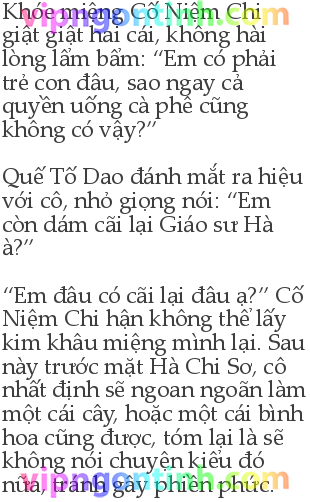 Khóe miệng Cố Niệm Chi
giật giật hai cái, không hài
lòng lẩm bẩm: “Em có phải
trẻ con đâu, sao ngay cả
quyền uống cà phê cũng
không có vậy?”
Quế Tố Dao đánh mắt ra hiệu
với cô, nhỏ giọng nói: “Em
còn dám cãi lại Giáo sư Hà
à?”
“Em đâu có cãi lại đâu ạ?” Cố
Niệm Chi hận không thể lấy
kim khâu miệng mình lại. Sau
này trước mặt Hà Chi Sơ, cô
nhất định sẽ ngoan ngoãn làm
một cái cây, hoặc một cái bình
hoa cũng được, tóm lại là sẽ
không nói chuyện kiểu đó
nữa, tránh gây phiền phức.
vipngontinh.com
vipngontinh.com